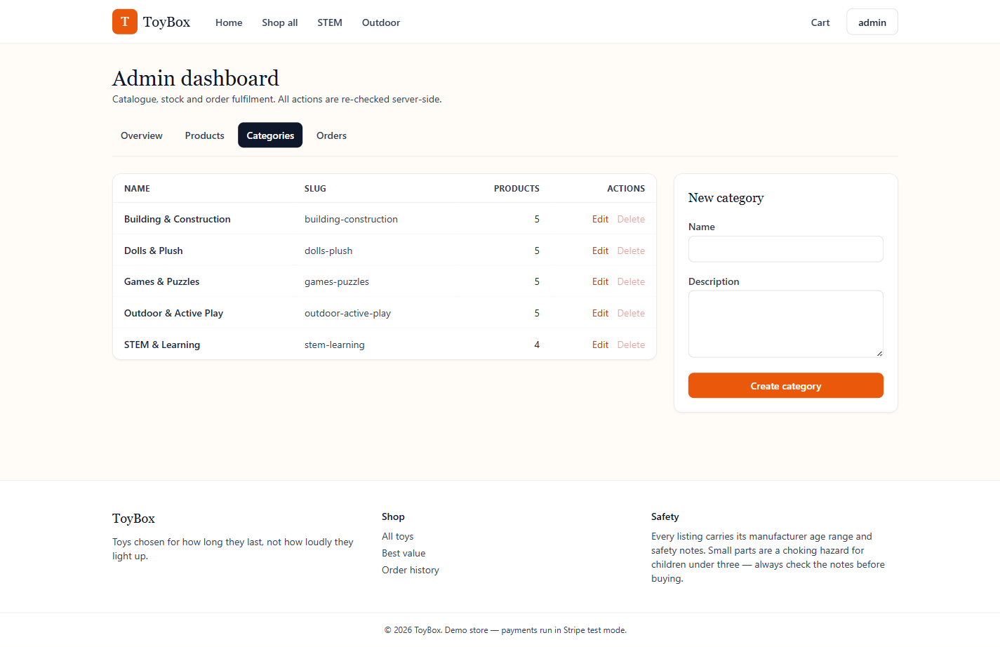 T ToyBox Home Shop all STEM Outdoor Cart admin
Admin dashboard
Catalogue, stock and order fulfilment. All actions are re-checked server-side.
Overview Products Categories Orders
NAME SLUG PRODUCTS ACTIONS
Building & Construction building-construction 5 Edit Delete
Dolls & Plush dolls-plush 5 Edit Delete
Games & Puzzles games-puzzles 5 Edit Delete
Outdoor & Active Play outdoor-active-play 5 Edit Delete
STEM & Learning stem-learning 4 Edit Delete
New category
Name
Description
Create category
ToyBox
Toys chosen for how long they last, not how loudly they
light up.
Shop
All toys
Best value
Order history
Safety
Every listing carries its manufacturer age range and
safety notes. Small parts are a choking hazard for
children under three — always check the notes before
buying.
© 2026 ToyBox. Demo store — payments run in Stripe test mode.